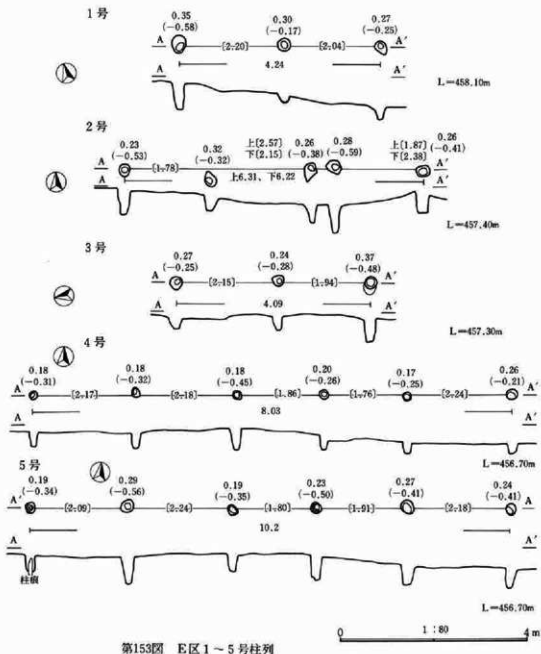 1号
0.35 0.30 0.27
(-0.58) (-0.17) (-0.25)
A [2.20] [2.04] A′
4.24
A A′
L=458.10m
2号
0.23 0.32 上[2.57] 0.26 0.28 上[1.87] 0.26
(-0.53) (-0.32) 下[2.15] (-0.38) (-0.59) 下[2.38] (-0.41)
A [1.78] A′
上6.31、下6.22
A A′
L=457.40m
3号
0.27 0.24 0.37
(-0.25) (-0.28) (-0.48)
A [2.15] [1.94] A′
4.09
A A′
L=457.30m
4号
0.18 0.18 0.18 0.20 0.17 0.26
(-0.31) (-0.32) (-0.45) (-0.26) (-0.25) (-0.21)
A [2.17] [2.18] [1.86] [1.76] [2.24] A′
8.03
A A′
L=456.70m
5号
0.19 0.29 0.19 0.23 0.27 0.24
(-0.34) (-0.56) (-0.35) (-0.50) (-0.41) (-0.41)
A′ [2.09] [2.24] [1.80] [1.91] [2.18] A
10.2
A A′
柱痕
L=456.70m
0 1:80 4m
第153図 E区1~5号柱列